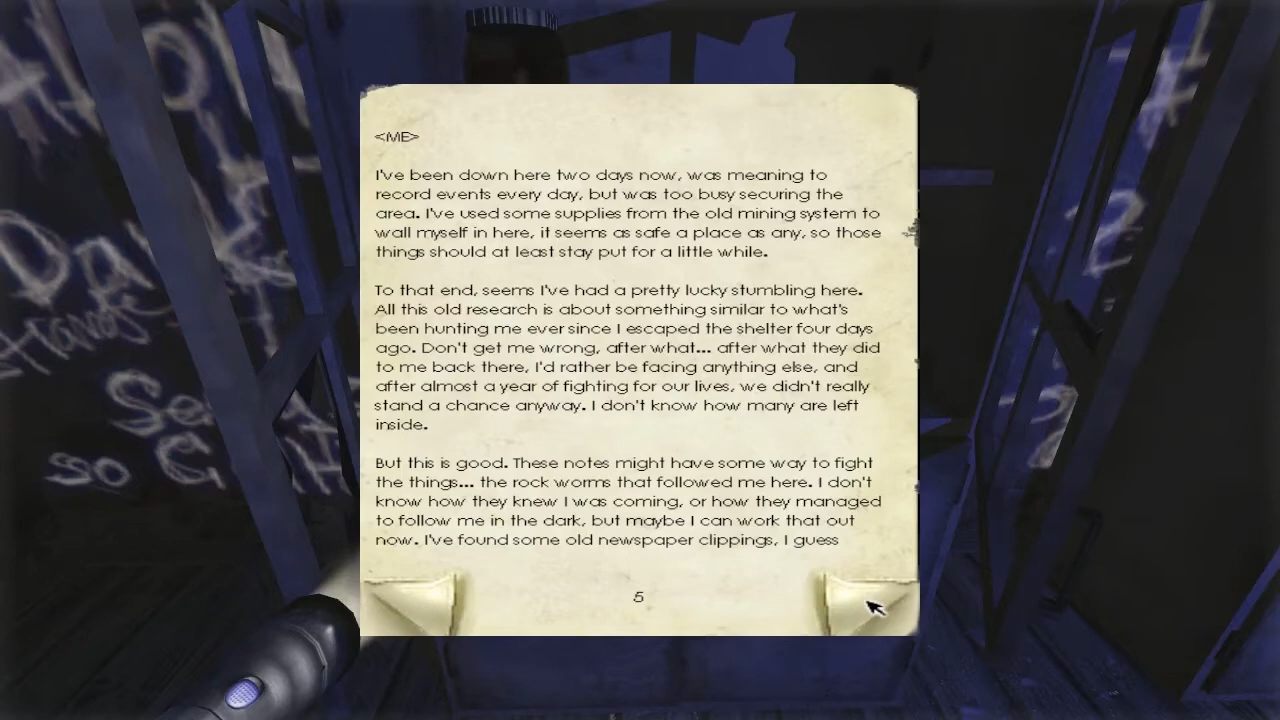 <ME>
I've been down here two days now, was meaning to
record events every day, but was too busy securing the
area. I've used some supplies from the old mining system to
wall myself in here, it seems as safe a place as any, so those
things should at least stay put for a little while.
To that end, seems I've had a pretty lucky stumbling here.
All this old research is about something similar to what's
been hunting me ever since I escaped the shelter four days
ago. Don't get me wrong, after what... after what they did
to me back there, I'd rather be facing anything else, and
after almost a year of fighting for our lives, we didn't really
stand a chance anyway. I don't know how many are left
inside.
But this is good. These notes might have some way to fight
the things... the rock worms that followed me here. I don't
know how they knew I was coming, or how they managed
to follow me in the dark, but maybe I can work that out
now. I've found some old newspaper clippings, I guess
5
so